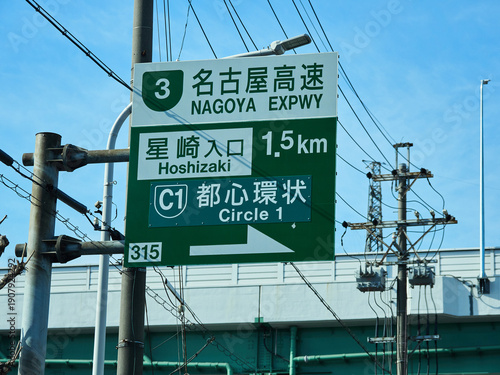 3 名古屋高速
NAGOYA EXPWY
星崎入口 1.5km
Hoshizaki
C1 都心環状
Circle 1
315